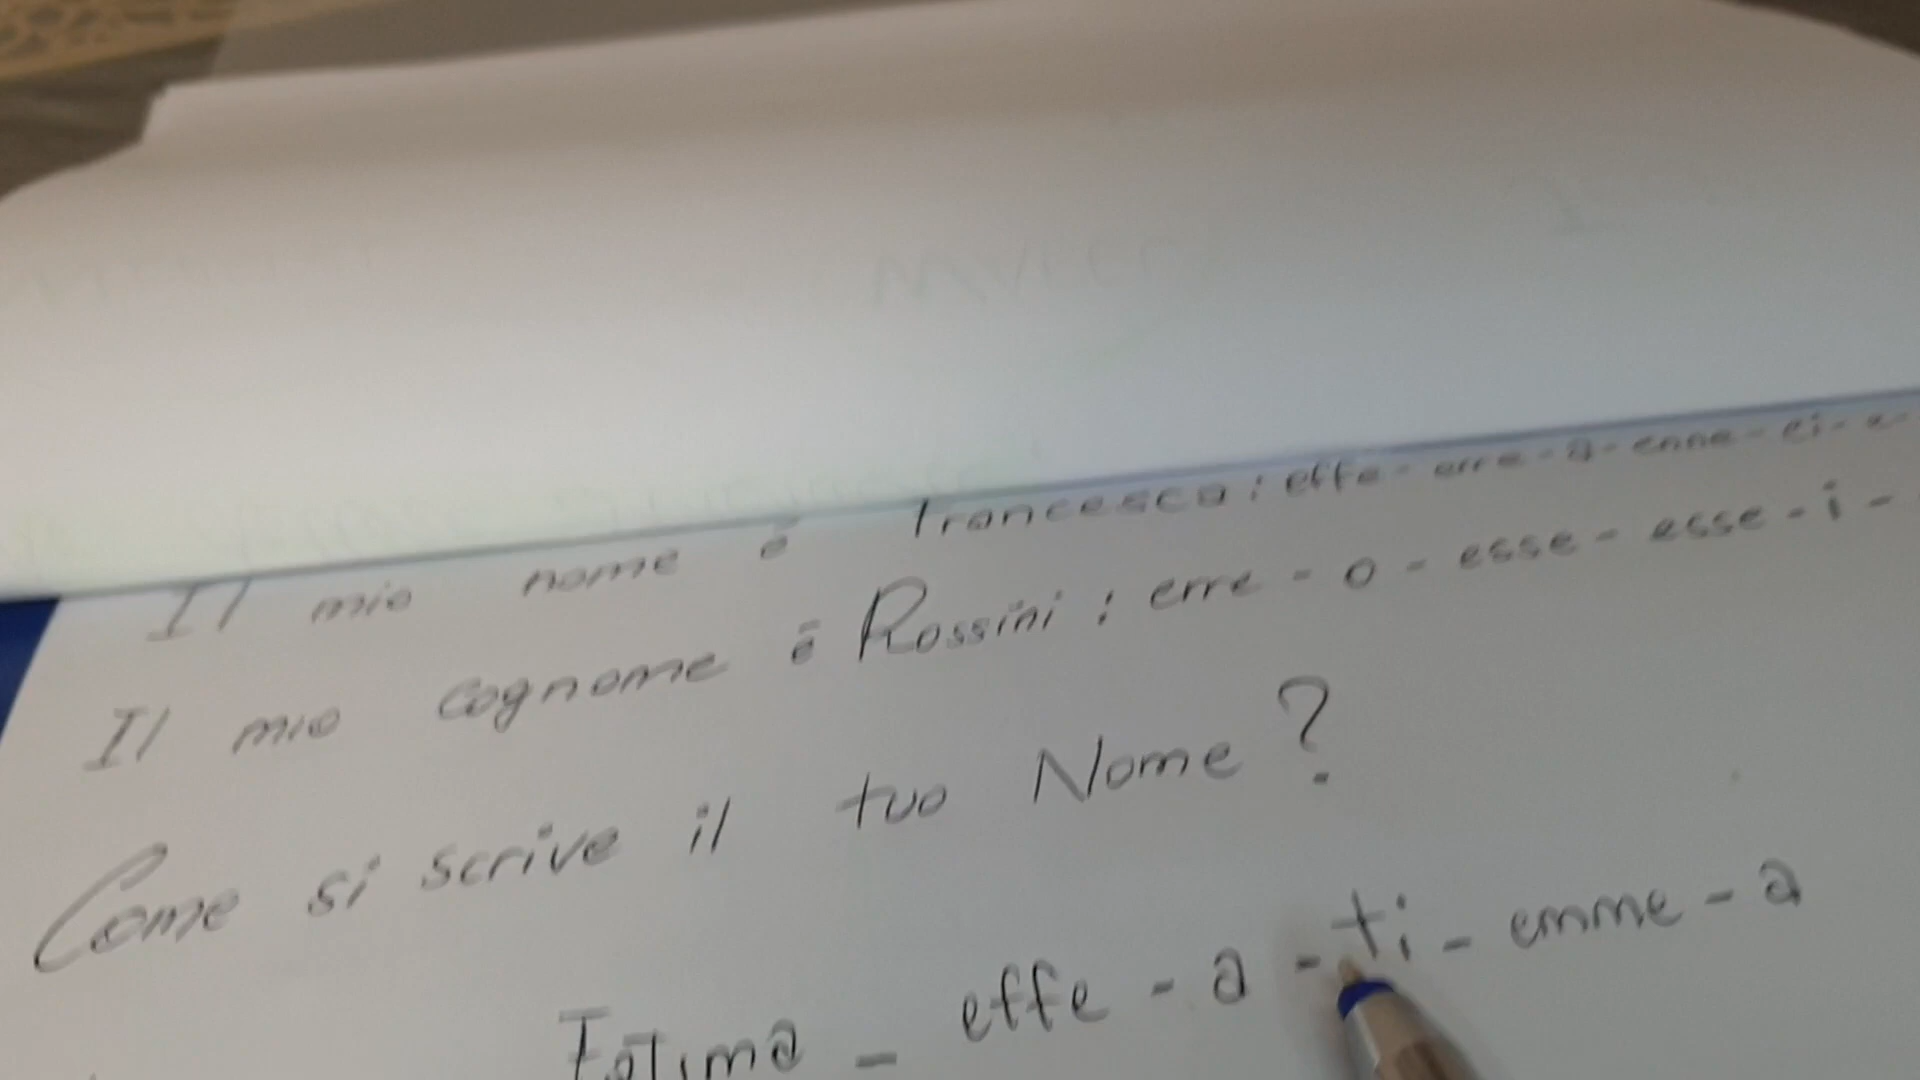 Il mio nome è Francesca: effe - erre - a - enne - ci - e -
Il mio Cognome è Rossini: erre - o - esse - esse - i -
Come si scrive il tuo Nome?
Fatima - effe - a - ti - emme - a